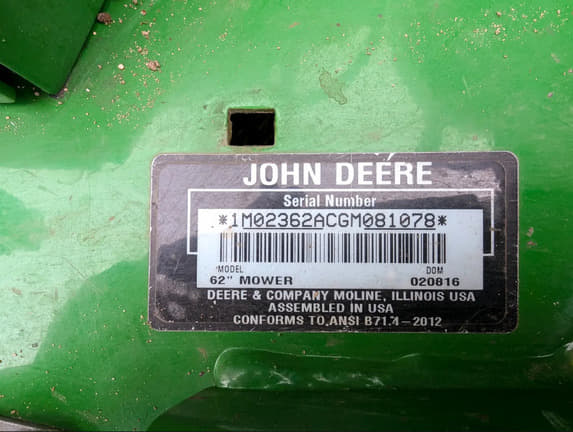 JOHN DEERE
Serial Number
*1M02362ACGM081078*
MODEL DOM
62" MOWER 020816
DEERE & COMPANY MOLINE, ILLINOIS USA
ASSEMBLED IN USA
CONFORMS TO ANSI B71.4-2012